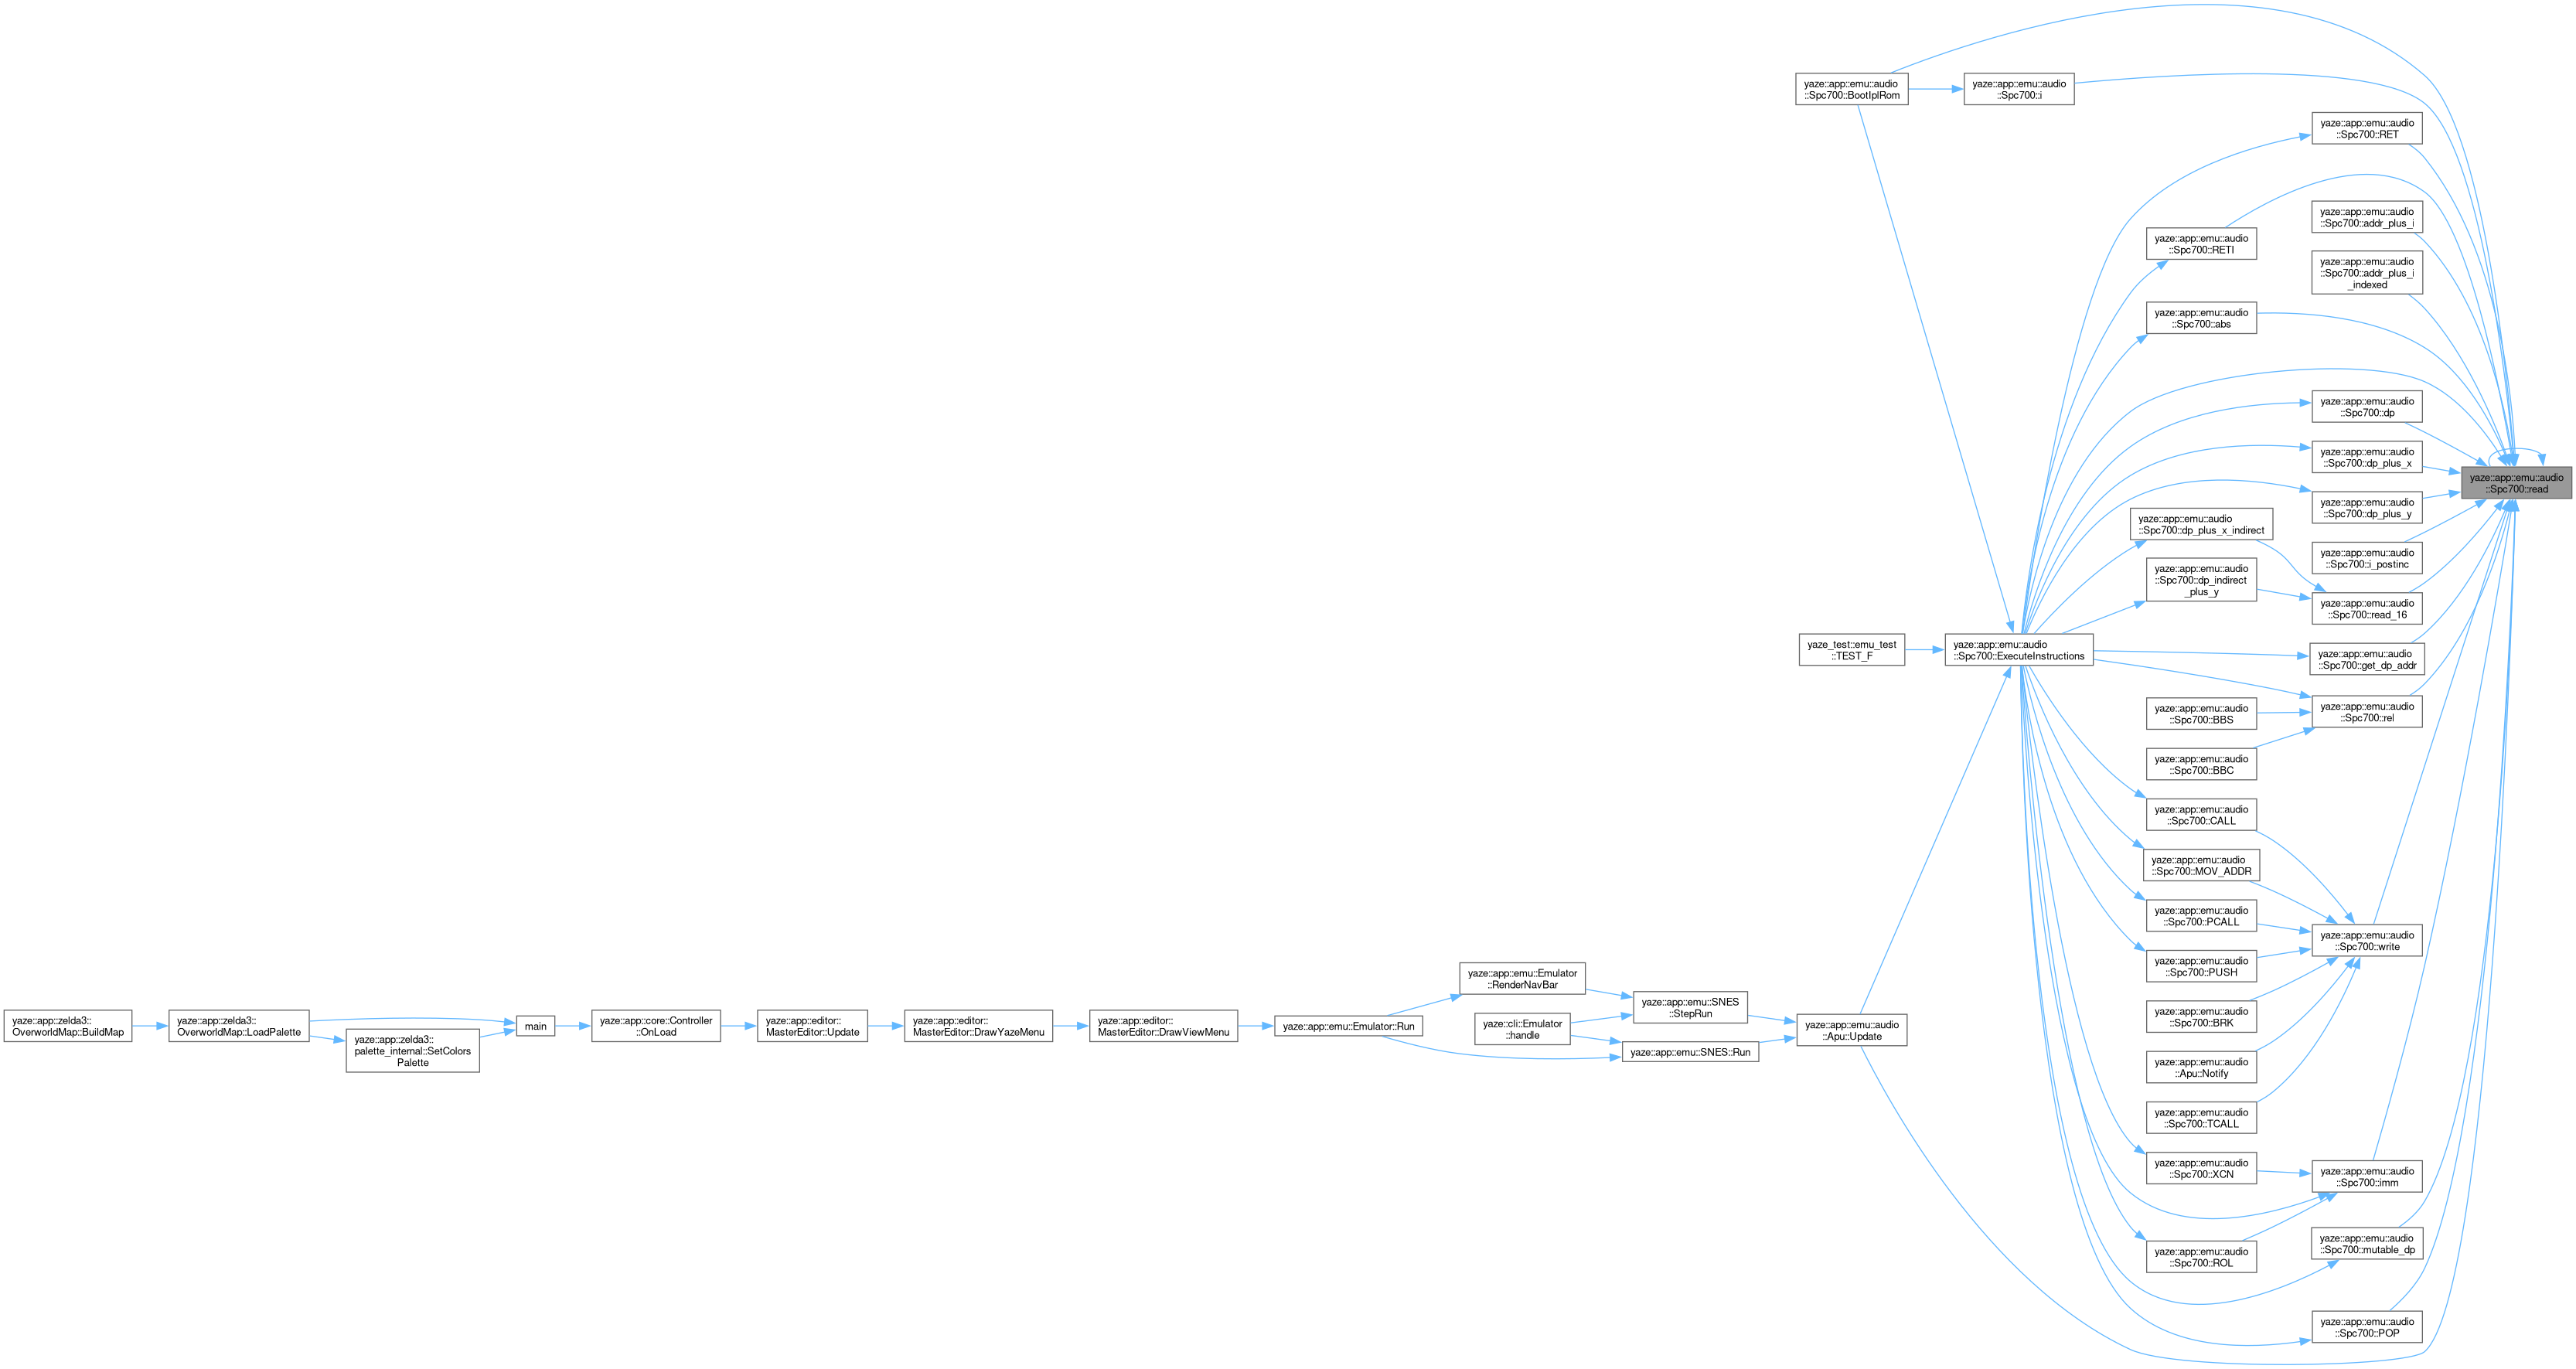 yaze::app::emu::audio
::Spc700::BootIplRom
yaze::app::emu::audio
::Spc700::i
yaze::app::emu::audio
::Spc700::RET
yaze::app::emu::audio
::Spc700::addr_plus_i
yaze::app::emu::audio
::Spc700::RETI
yaze::app::emu::audio
::Spc700::addr_plus_i
_indexed
yaze::app::emu::audio
::Spc700::abs
yaze::app::emu::audio
::Spc700::dp
yaze::app::emu::audio
::Spc700::dp_plus_x
yaze::app::emu::audio
::Spc700::read
yaze::app::emu::audio
::Spc700::dp_plus_y
yaze::app::emu::audio
::Spc700::dp_plus_x_indirect
yaze::app::emu::audio
::Spc700::i_postinc
yaze::app::emu::audio
::Spc700::dp_indirect
_plus_y
yaze::app::emu::audio
::Spc700::read_16
yaze_test::emu_test
::TEST_F
yaze::app::emu::audio
::Spc700::ExecuteInstructions
yaze::app::emu::audio
::Spc700::get_dp_addr
yaze::app::emu::audio
::Spc700::BBS
yaze::app::emu::audio
::Spc700::rel
yaze::app::emu::audio
::Spc700::BBC
yaze::app::emu::audio
::Spc700::CALL
yaze::app::emu::audio
::Spc700::MOV_ADDR
yaze::app::emu::audio
::Spc700::PCALL
yaze::app::emu::audio
::Spc700::write
yaze::app::emu::audio
::Spc700::PUSH
yaze::app::emu::Emulator
::RenderNavBar
yaze::app::emu::SNES
::StepRun
yaze::app::emu::audio
::Spc700::BRK
yaze::app::zelda3::
OverworldMap::BuildMap
yaze::app::zelda3::
OverworldMap::LoadPalette
yaze::app::zelda3::
palette_internal::SetColors
Palette
main
yaze::app::core::Controller
::OnLoad
yaze::app::editor::
MasterEditor::Update
yaze::app::editor::
MasterEditor::DrawYazeMenu
yaze::app::editor::
MasterEditor::DrawViewMenu
yaze::app::emu::Emulator::Run
yaze::cli::Emulator
::handle
yaze::app::emu::SNES::Run
yaze::app::emu::audio
::Apu::Update
yaze::app::emu::audio
::Apu::Notify
yaze::app::emu::audio
::Spc700::TCALL
yaze::app::emu::audio
::Spc700::XCN
yaze::app::emu::audio
::Spc700::imm
yaze::app::emu::audio
::Spc700::mutable_dp
yaze::app::emu::audio
::Spc700::ROL
yaze::app::emu::audio
::Spc700::POP